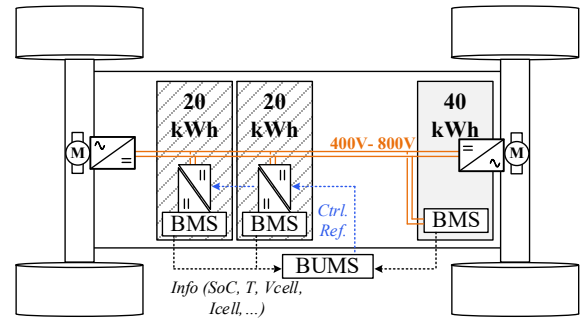 20
kWh
20
kWh
40
kWh
400V- 800V
M
~
=
=
~
M
BMS
BMS
BMS
Ctrl.
Ref.
BUMS
Info (SoC, T, Vcell,
Icell,...)